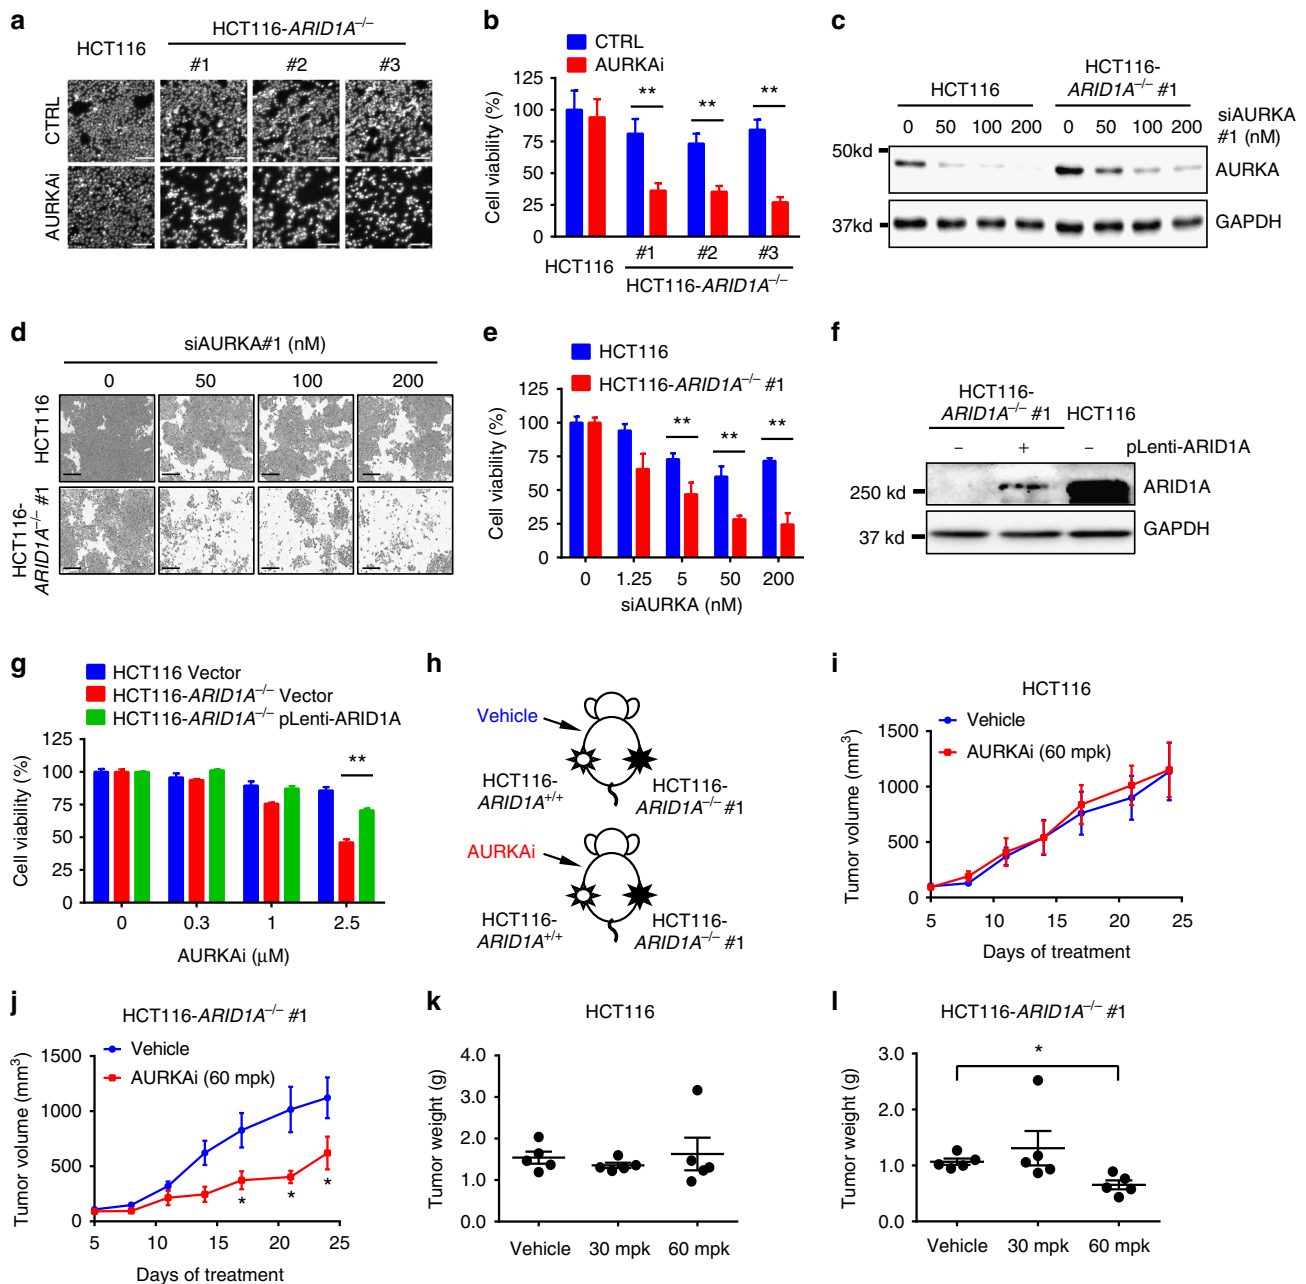 a
HCT116
HCT116-ARID1A−/−
#1 #2 #3
CTRL
AURKAi
b
CTRL
AURKAi
Cell viability (%)
125
100
75
50
25
0
HCT116
#1 #2 #3
HCT116-ARID1A−/−
** ** **
c
HCT116
HCT116-
ARID1A−/− #1
siAURKA
#1 (nM)
0 50 100 200 0 50 100 200
50kd
AURKA
37kd
GAPDH
d
siAURKA#1 (nM)
0 50 100 200
HCT116
HCT116-
ARID1A−/− #1
e
HCT116
HCT116-ARID1A−/− #1
Cell viability (%)
125
100
75
50
25
0
** ** **
0 1.25 5 50 200
siAURKA (nM)
f
HCT116-
ARID1A−/− #1
HCT116
− + − pLenti-ARID1A
250 kd
ARID1A
37 kd
GAPDH
g
HCT116 Vector
HCT116-ARID1A−/− Vector
HCT116-ARID1A−/− pLenti-ARID1A
Cell viability (%)
125
100
75
50
25
0
**
0 0.3 1 2.5
AURKAi (μM)
h
Vehicle
HCT116-
ARID1A+/+
HCT116-
ARID1A−/− #1
AURKAi
HCT116-
ARID1A+/+
HCT116-
ARID1A−/− #1
i
HCT116
Vehicle
AURKAi (60 mpk)
Tumor volume (mm3)
1500
1000
500
0
5 10 15 20 25
Days of treatment
j
HCT116-ARID1A−/− #1
Vehicle
AURKAi (60 mpk)
Tumor volume (mm3)
1500
1000
500
0
* * *
5 10 15 20 25
Days of treatment
k
HCT116
Tumor weight (g)
4.0
3.0
2.0
1.0
0.0
Vehicle 30 mpk 60 mpk
l
HCT116-ARID1A−/− #1
Tumor weight (g)
3.0
2.0
1.0
0.0
*
Vehicle 30 mpk 60 mpk